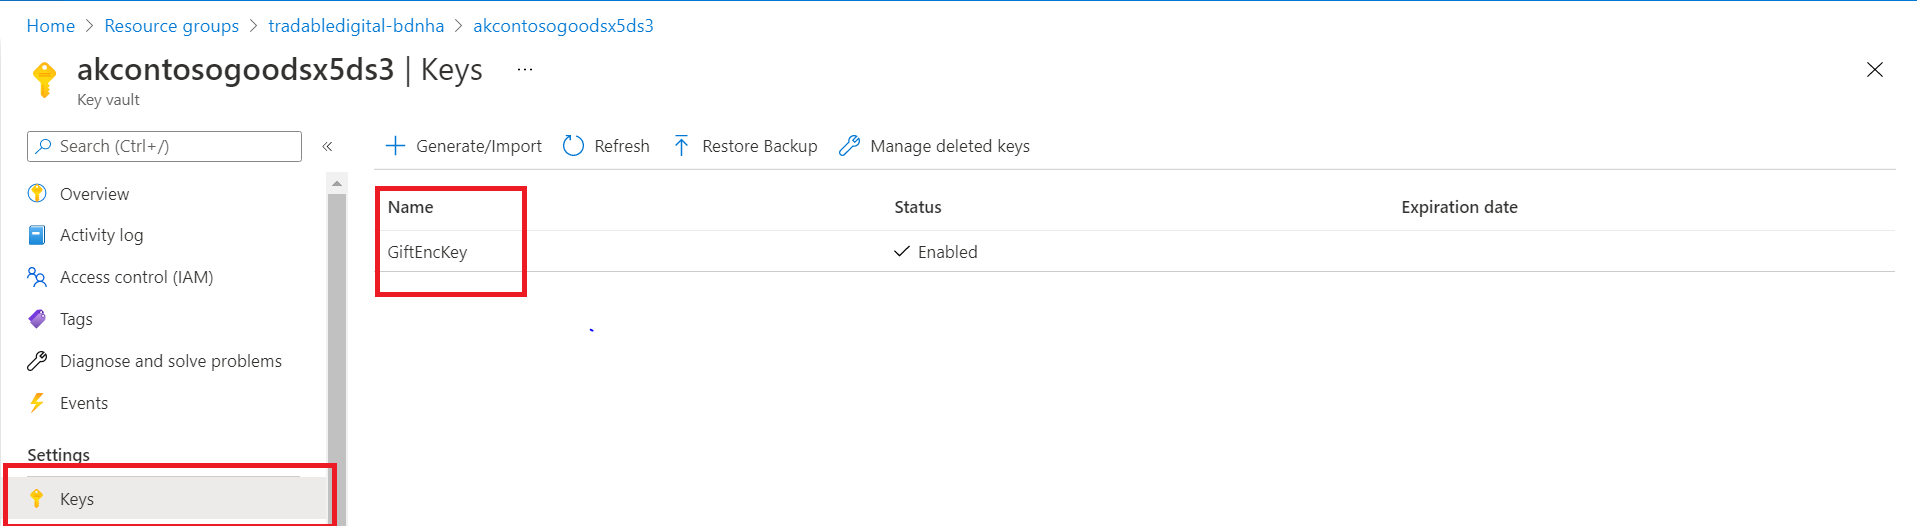 Home > Resource groups > tradabledigital-bdnha > akcontosogoodsx5ds3
akcontosogoodsx5ds3 | Keys ...
Key vault
Search (Ctrl+/) «
Generate/Import Refresh Restore Backup Manage deleted keys
Overview
Activity log
Access control (IAM)
Tags
Diagnose and solve problems
Events
Settings
Keys
Name Status Expiration date
GiftEncKey Enabled